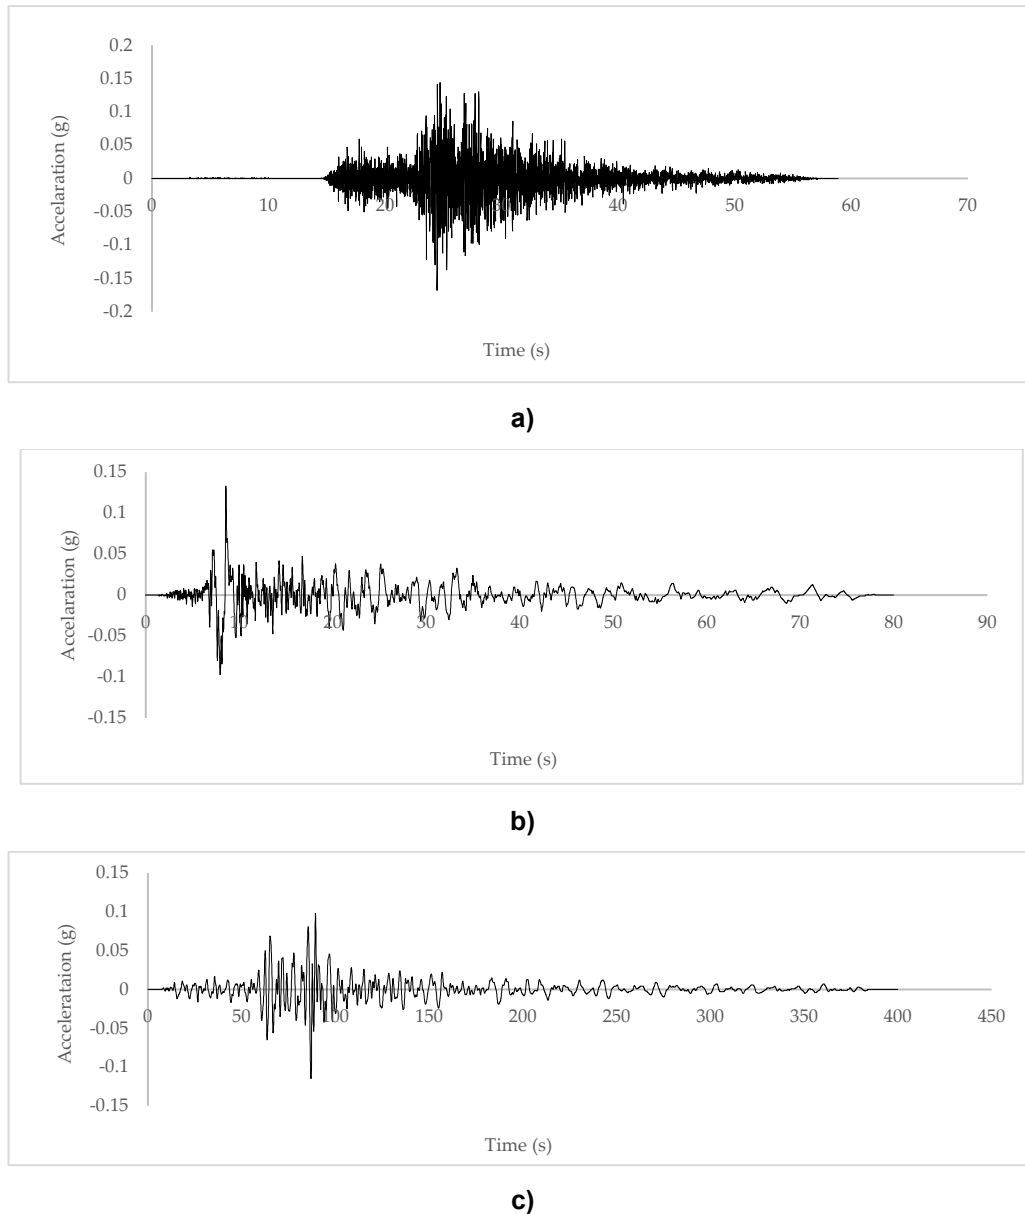 0.2
0.15
0.1
0.05
0
-0.05
-0.1
-0.15
-0.2
0 10 20 30 40 50 60 70
Accelaration (g)
Time (s)
a)
0.15
0.1
0.05
0
-0.05
-0.1
-0.15
0 10 20 30 40 50 60 70 80 90
Accelaration (g)
Time (s)
b)
0.15
0.1
0.05
0
-0.05
-0.1
-0.15
0 50 100 150 200 250 300 350 400 450
Accelerataion (g)
Time (s)
c)